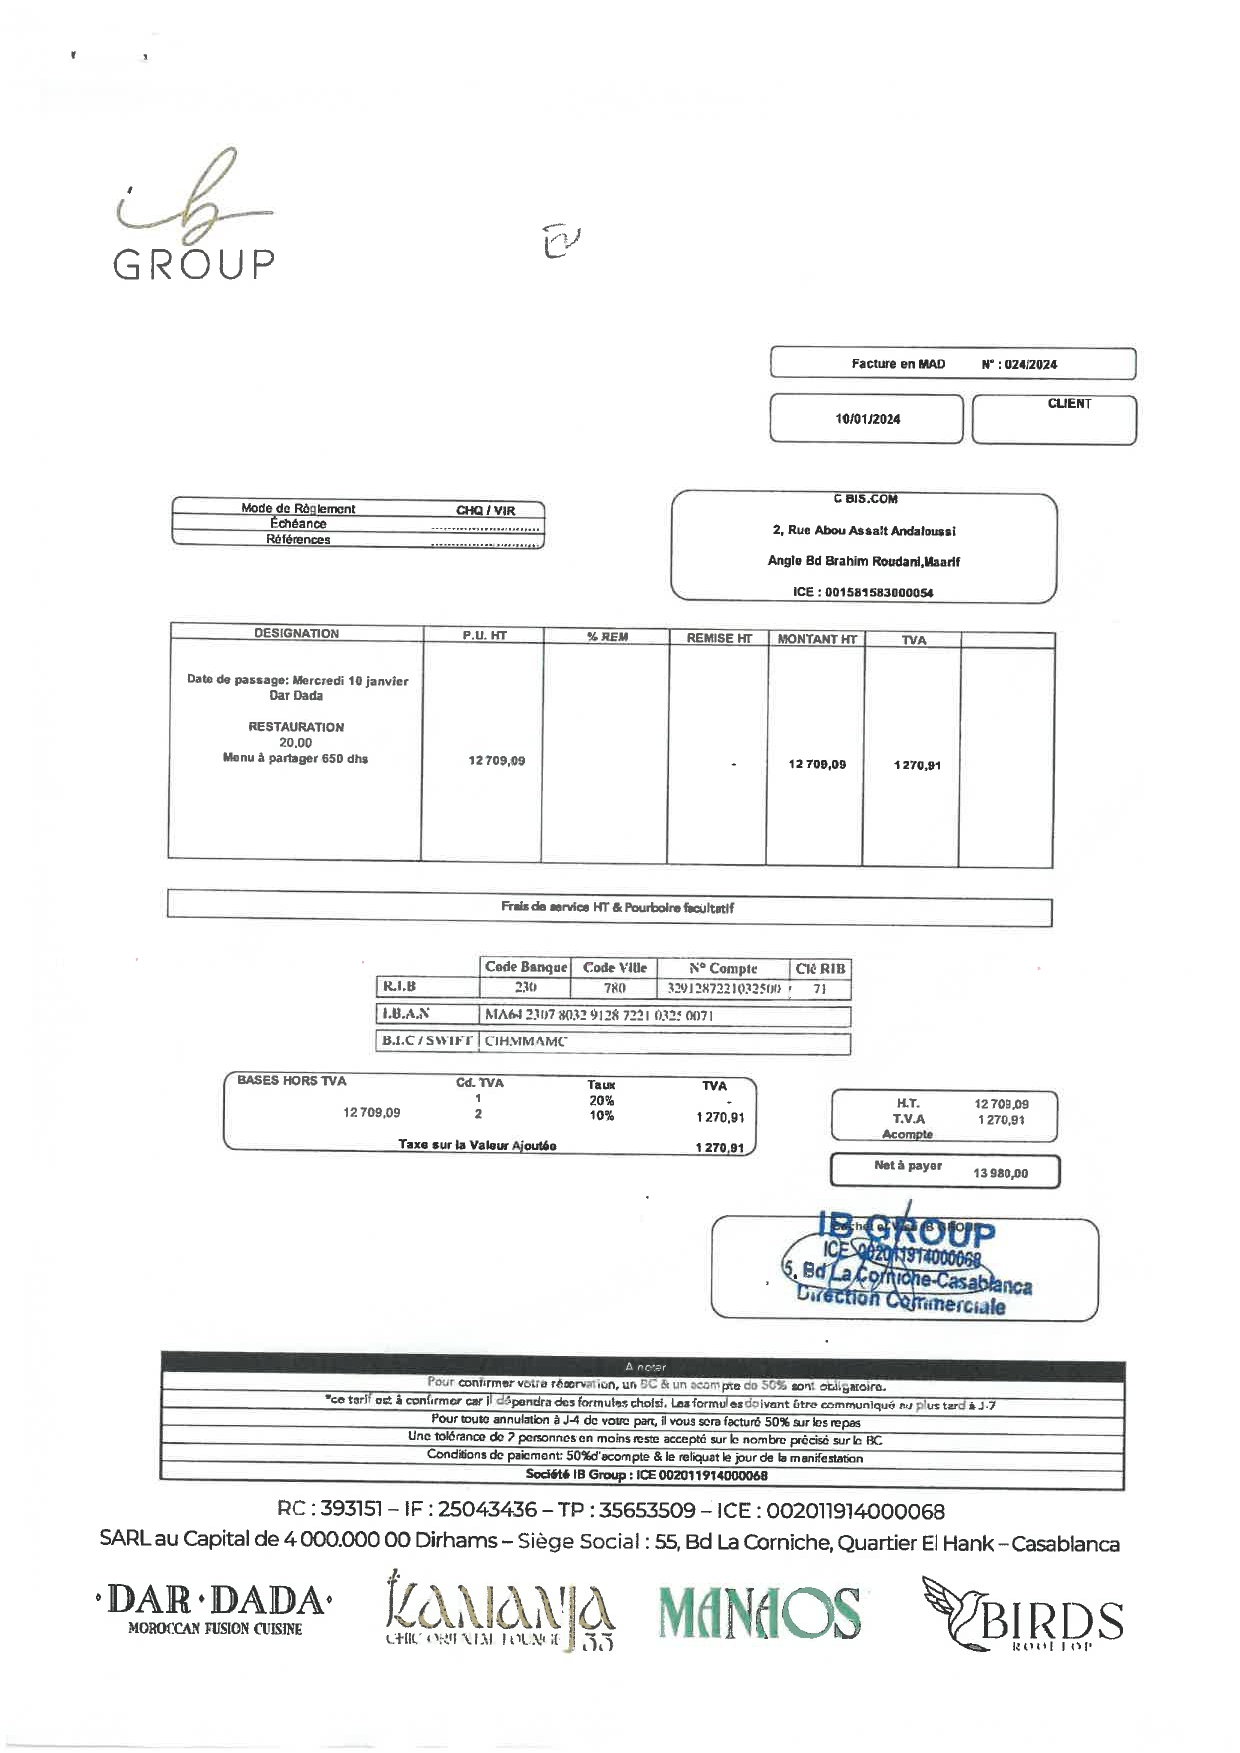 ib
GROUP
Facture en MAD N° : 024/2024
10/01/2024
CLIENT
Mode de Règlement CHQ / VIR
Échéance ..............................
Références ..............................
C BIS.COM
2, Rue Abou Assalt Andaloussi
Angle Bd Brahim Roudani,Maarif
ICE : 001581583000054
DESIGNATION P.U. HT % REM REMISE HT MONTANT HT TVA
Date de passage: Mercredi 10 janvier
Dar Dada
RESTAURATION
20,00
Menu à partager 650 dhs 12 709,09 - 12 709,09 1 270,91
Frais de service HT & Pourboire facultatif
Code Banque Code Ville N° Compte Clé RIB
R.I.B 230 780 3291287221032500 71
I.B.A.N MA64 2307 8032 9128 7221 0325 0071
B.I.C / SWIFT CIHMMAMC
BASES HORS TVA Cd. TVA Taux TVA
1 20% -
12 709,09 2 10% 1 270,91
Taxe sur la Valeur Ajoutée 1 270,91
H.T. 12 709,09
T.V.A 1 270,91
Acompte
Net à payer 13 980,00
IB GROUP
ICE 002011914000068
5, Bd La Corniche-Casablanca
Direction Commerciale
A noter
Pour confirmer votre réservation, un BC & un acompte de 50% sont obligatoire.
*ce tarif est à confirmer car il dépendra des formules choisi. Les formules doivent être communiqué au plus tard à J-7
Pour toute annulation à J-4 de votre part, il vous sera facturé 50% sur les repas
Une tolérance de 2 personnes en moins reste accepté sur le nombre précisé sur le BC
Conditions de paiement: 50%d'acompte & le reliquat le jour de la manifestation
Société IB Group : ICE 002011914000068
RC : 393151 – IF : 25043436 – TP : 35653509 – ICE : 002011914000068
SARL au Capital de 4 000.000 00 Dirhams – Siège Social : 55, Bd La Corniche, Quartier El Hank – Casablanca
·DAR·DADA·
MOROCCAN FUSION CUISINE
KANANJA
CHIC ORIENTAL LOUNGE 33
MANAOS
BIRDS
ROOFTOP